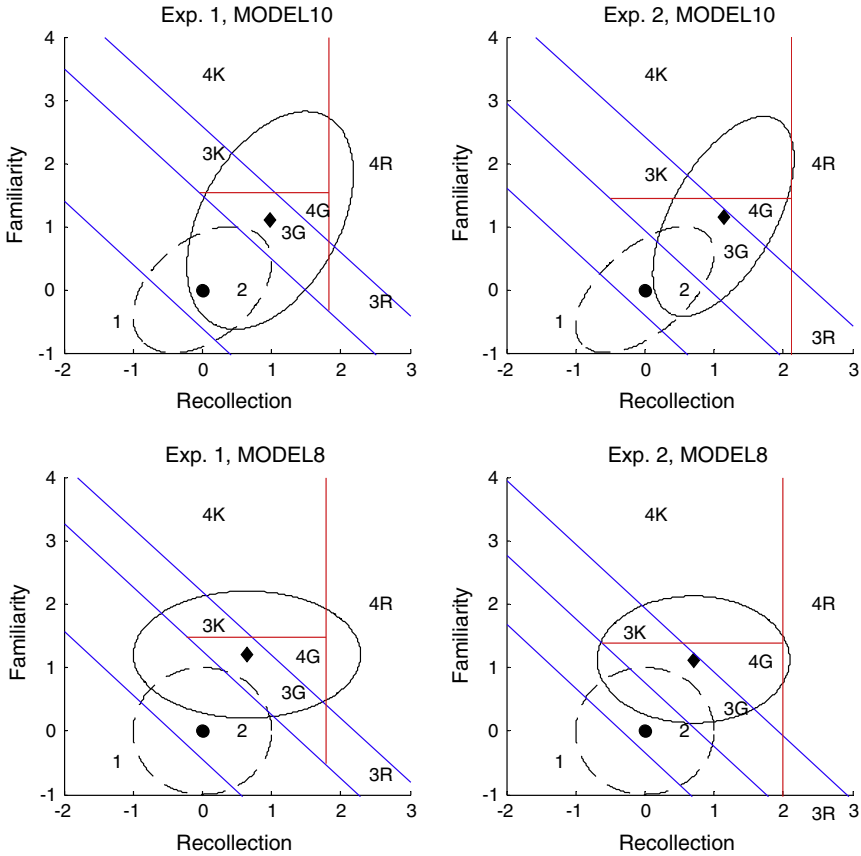 Exp. 1, MODEL10
4
3
2
1
0
-1
-2
-1
0
1
2
3
Familiarity
Recollection
4K
3K
4R
4G
3G
2
1
3R
Exp. 2, MODEL10
4
3
2
1
0
-1
-2
-1
0
1
2
3
Familiarity
Recollection
4K
3K
4R
4G
3G
2
1
3R
Exp. 1, MODEL8
4
3
2
1
0
-1
-2
-1
0
1
2
3
Familiarity
Recollection
4K
4R
3K
4G
3G
2
1
3R
Exp. 2, MODEL8
4
3
2
1
0
-1
-2
-1
0
1
2
3
Familiarity
Recollection
4K
4R
3K
4G
3G
2
1
3R